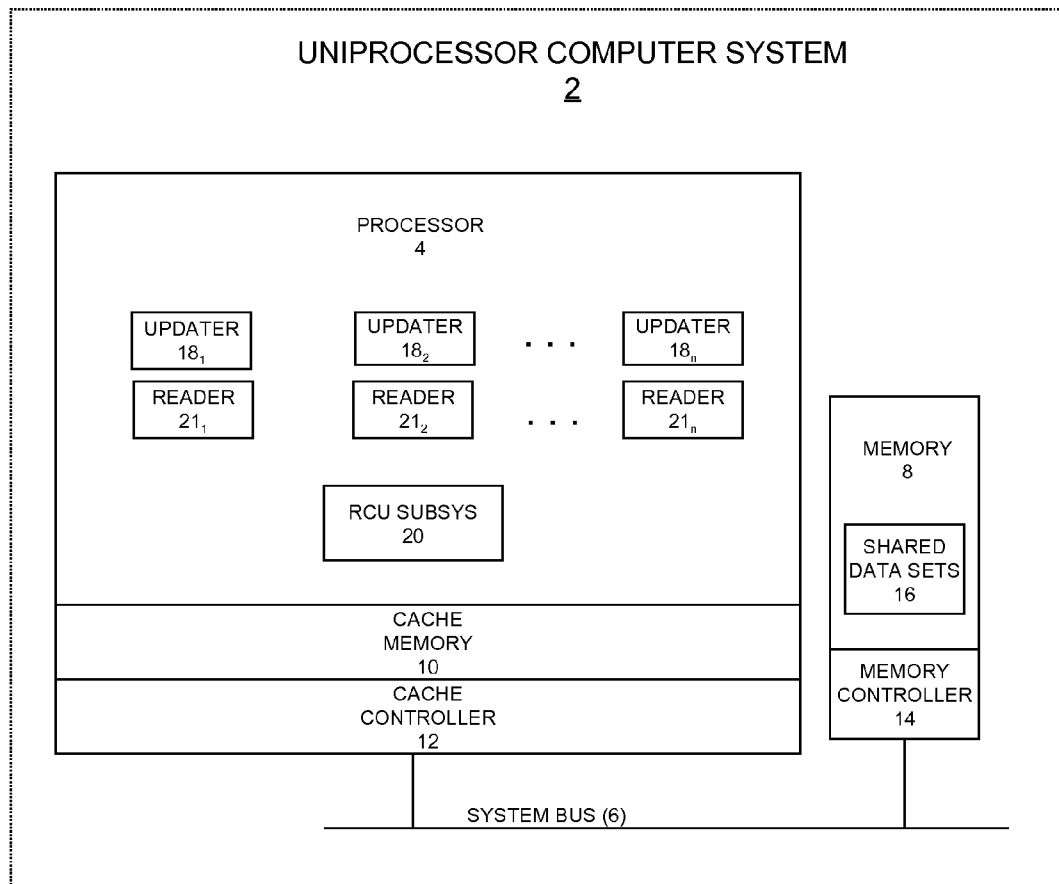 UNIPROCESSOR COMPUTER SYSTEM
2
PROCESSOR
4
UPDATER
18₁
UPDATER
18₂
. . .
UPDATER
18ₙ
READER
21₁
READER
21₂
. . .
READER
21ₙ
RCU SUBSYS
20
CACHE
MEMORY
10
CACHE
CONTROLLER
12
MEMORY
8
SHARED
DATA SETS
16
MEMORY
CONTROLLER
14
SYSTEM BUS (6)